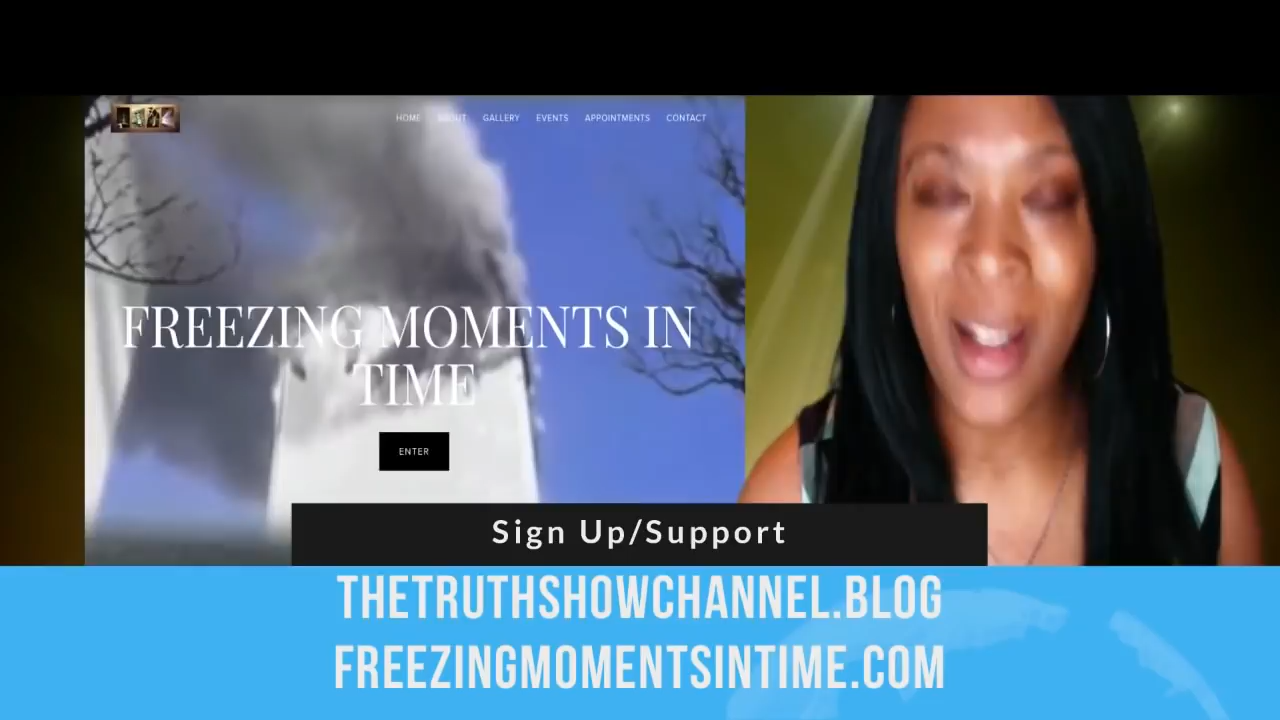 HOME ABOUT GALLERY EVENTS APPOINTMENTS CONTACT
FREEZING MOMENTS IN
TIME
ENTER
Sign Up/Support
THETRUTHSHOWCHANNEL.BLOG
FREEZINGMOMENTSINTIME.COM